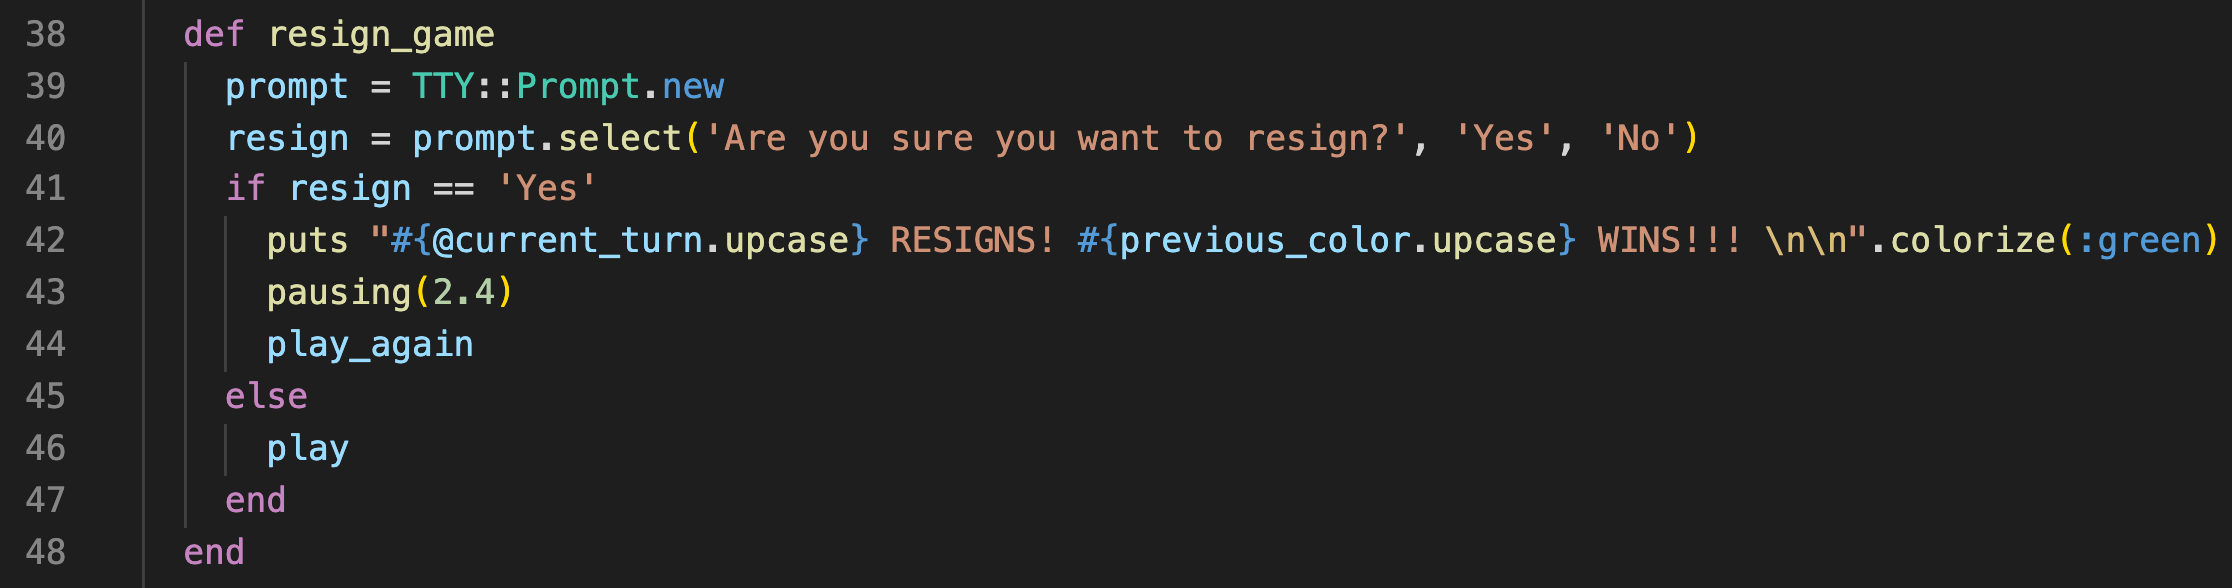 38 def resign_game
39 prompt = TTY::Prompt.new
40 resign = prompt.select('Are you sure you want to resign?', 'Yes', 'No')
41 if resign == 'Yes'
42 puts "#{@current_turn.upcase} RESIGNS! #{previous_color.upcase} WINS!!! \n\n".colorize(:green)
43 pausing(2.4)
44 play_again
45 else
46 play
47 end
48 end